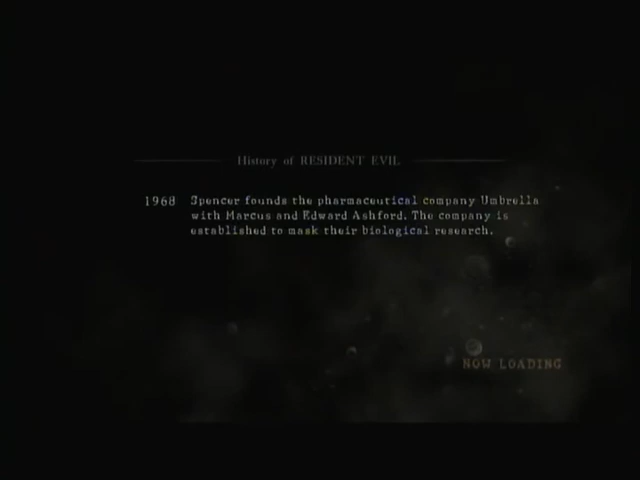 History of RESIDENT EVIL
1968 Spencer founds the pharmaceutical company Umbrella
with Marcus and Edward Ashford. The company is
established to mask their biological research.
NOW LOADING